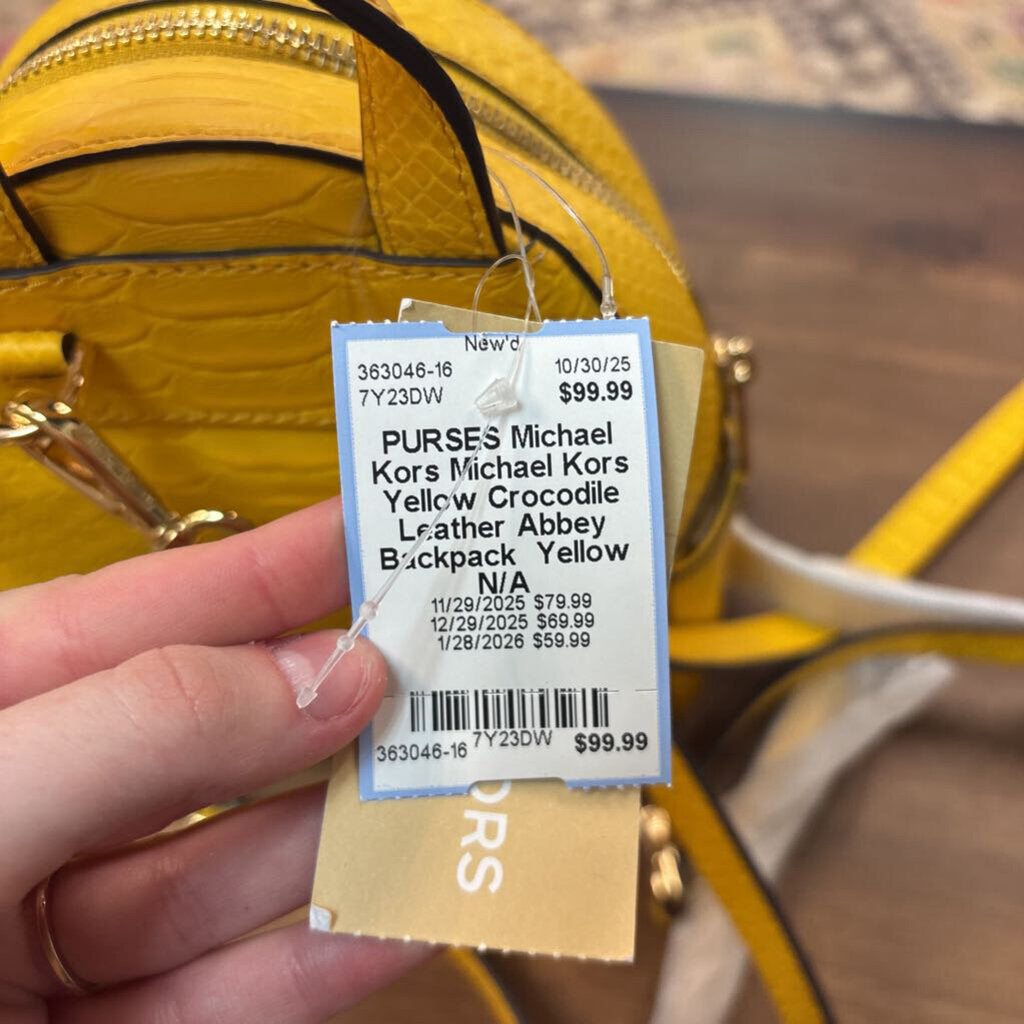 New'd
363046-16 10/30/25
7Y23DW $99.99
PURSES Michael
Kors Michael Kors
Yellow Crocodile
Leather Abbey
Backpack Yellow
N/A
11/29/2025 $79.99
12/29/2025 $69.99
1/28/2026 $59.99
363046-16 7Y23DW $99.99
ORS